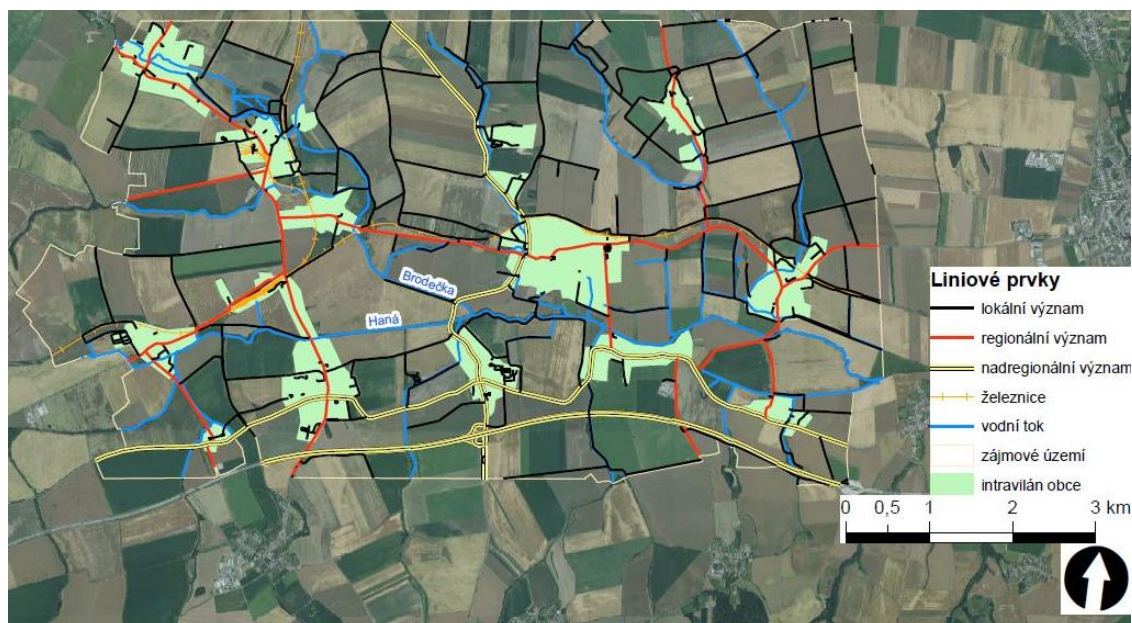 Brodečka
Haná
Liniové prvky
lokální význam
regionální význam
nadregionální význam
železnice
vodní tok
zájmové území
intravilán obce
0 0,5 1 2 3 km